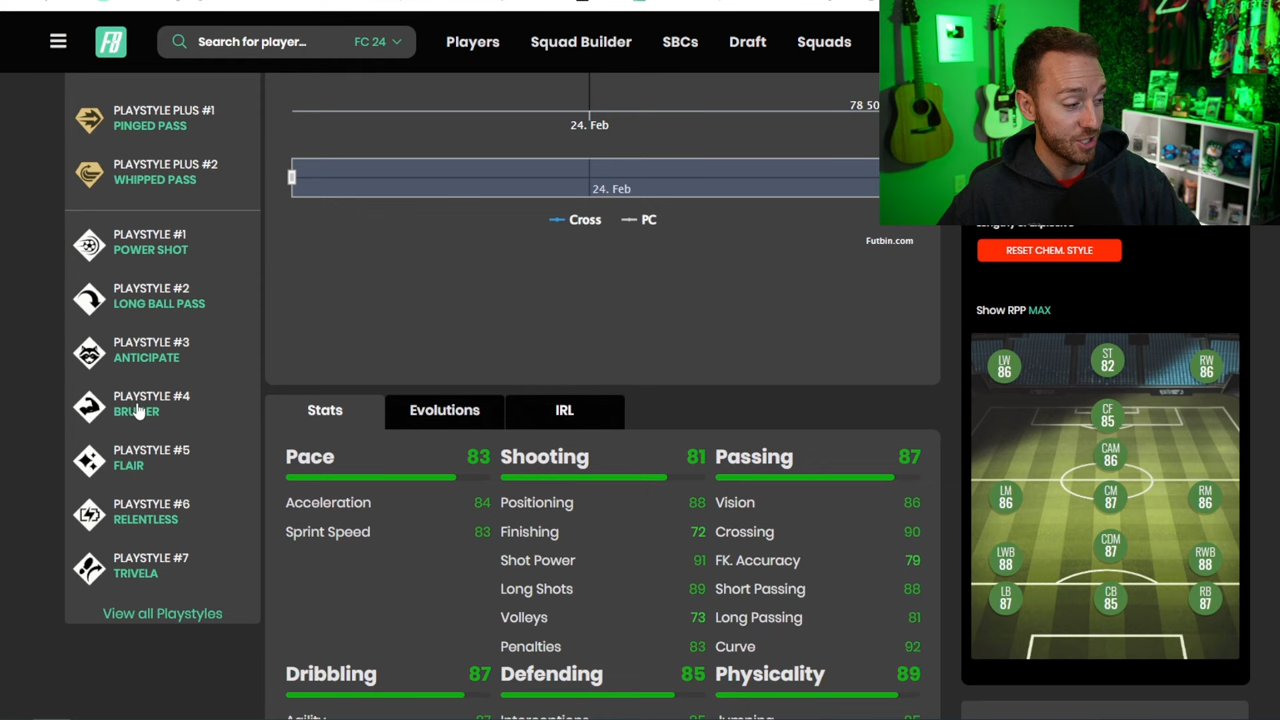 FB
Search for player...
FC 24
Players
Squad Builder
SBCs
Draft
Squads
PLAYSTYLE PLUS #1
PINGED PASS
PLAYSTYLE PLUS #2
WHIPPED PASS
PLAYSTYLE #1
POWER SHOT
PLAYSTYLE #2
LONG BALL PASS
PLAYSTYLE #3
ANTICIPATE
PLAYSTYLE #4
PLAYSTYLE #5
FLAIR
PLAYSTYLE #6
RELENTLESS
PLAYSTYLE #7
TRIVELA
View all Playstyles
78 50
24. Feb
24. Feb
Cross
PC
Futbin.com
Stats
Evolutions
IRL
Pace 83
Acceleration 84
Sprint Speed 83
Shooting 81
Positioning 88
Finishing 72
Shot Power 91
Long Shots 89
Volleys 73
Penalties 83
Passing 87
Vision 86
Crossing 90
FK. Accuracy 79
Short Passing 88
Long Passing 81
Curve 92
Dribbling 87
Defending 85
Physicality 89
RESET CHEM. STYLE
Show RPP MAX
LW
86
ST
82
RW
86
CF
85
CAM
86
LM
86
CM
87
RM
86
CDM
87
LWB
88
RWB
88
LB
87
CB
85
RB
87